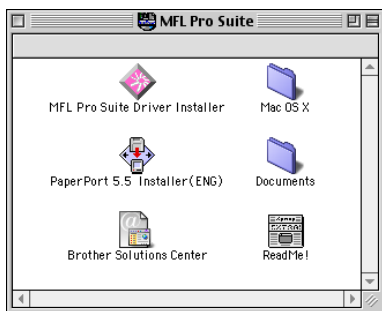 MFL Pro Suite
MFL Pro Suite Driver Installer
Mac OS X
PaperPort 5.5 Installer(ENG)
Documents
Brother Solutions Center
ReadMe!